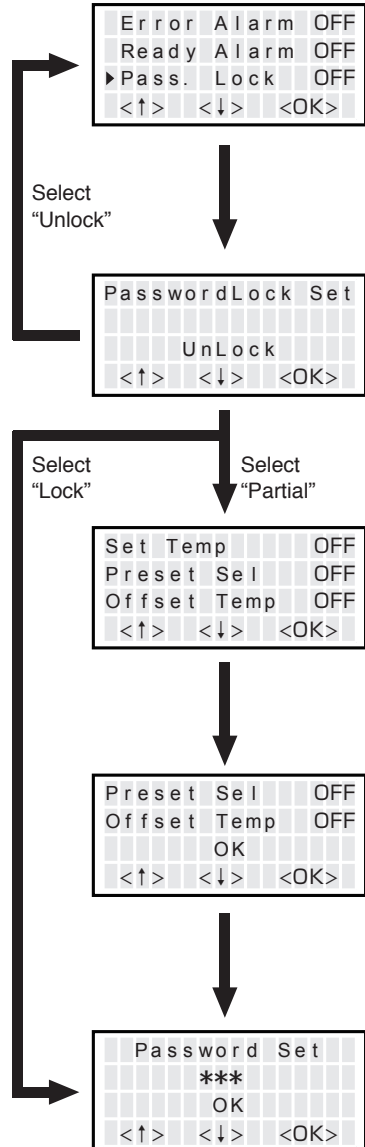 Error Alarm OFF
Ready Alarm OFF
▶Pass. Lock OFF
<↑> <↓> <OK>
Select
“Unlock”
PasswordLock Set
UnLock
<↑> <↓> <OK>
Select
“Lock”
Select
“Partial”
Set Temp OFF
Preset Sel OFF
Offset Temp OFF
<↑> <↓> <OK>
Preset Sel OFF
Offset Temp OFF
OK
<↑> <↓> <OK>
Password Set
***
OK
<↑> <↓> <OK>